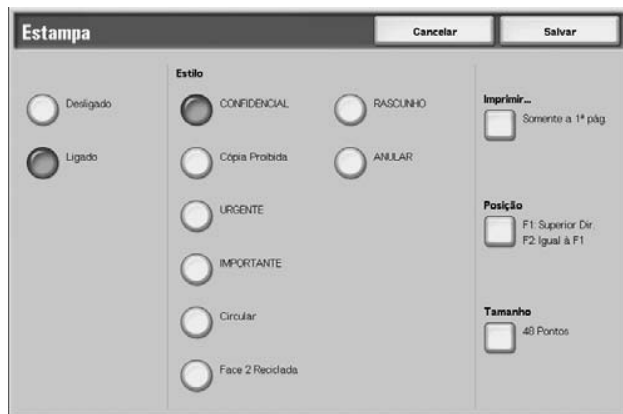 Estampa
Cancelar
Salvar
Desligado
Ligado
Estilo
CONFIDENCIAL
Cópia Proibida
URGENTE
IMPORTANTE
Circular
Face 2 Reciclada
RASCUNHO
ANULAR
Imprimir...
Somente a 1ª pág.
Posição
F1: Superior Dir.
F2: Igual à F1
Tamanho
48 Pontos